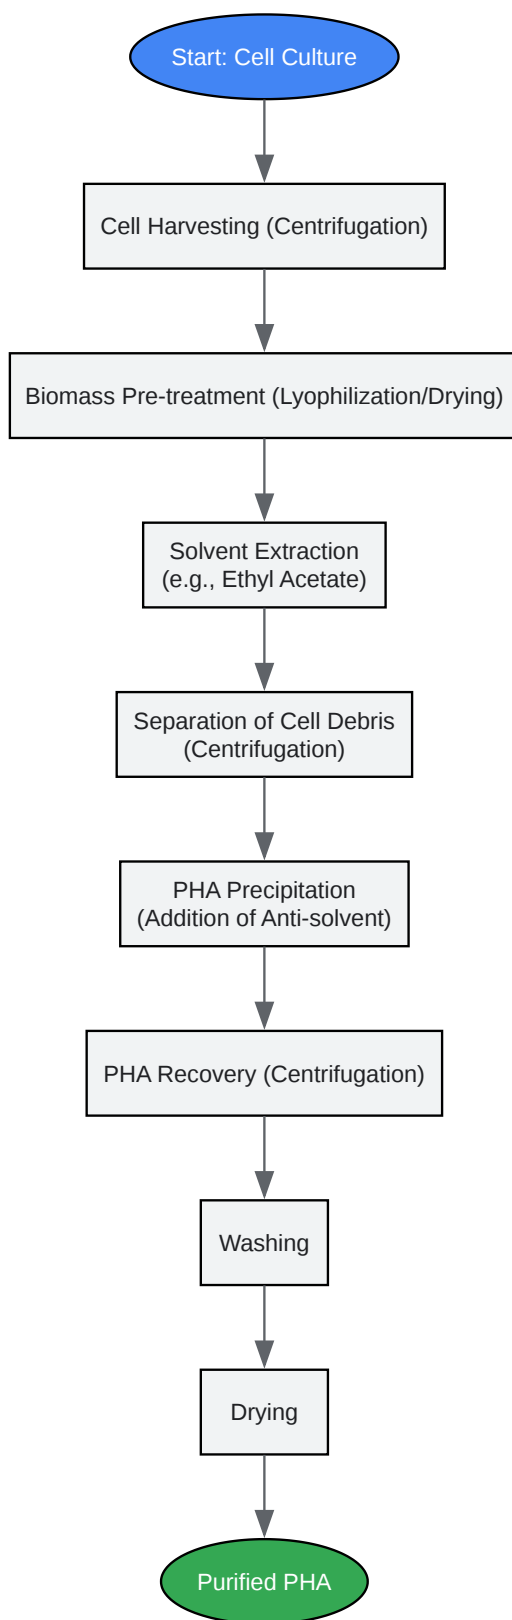 Start: Cell Culture
Cell Harvesting (Centrifugation)
Biomass Pre-treatment (Lyophilization/Drying)
Solvent Extraction
(e.g., Ethyl Acetate)
Separation of Cell Debris
(Centrifugation)
PHA Precipitation
(Addition of Anti-solvent)
PHA Recovery (Centrifugation)
Washing
Drying
Purified PHA